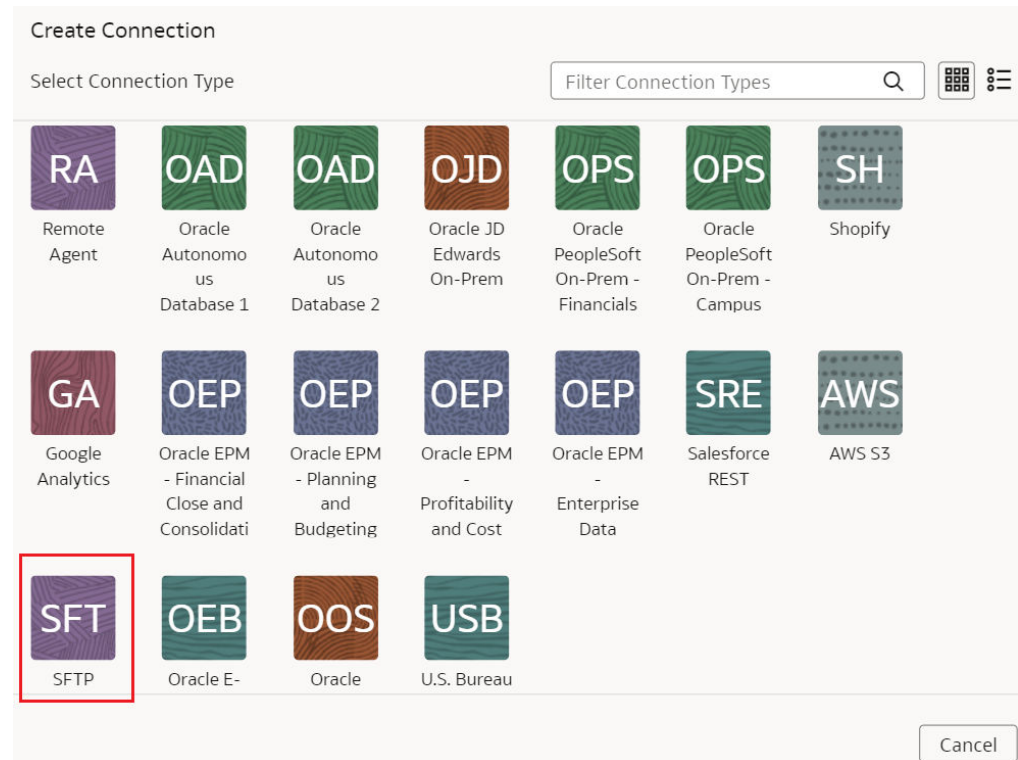 Create Connection
Select Connection Type
Filter Connection Types
RA
OAD
OAD
OJD
OPS
OPS
SH
Remote
Agent
Oracle
Autonomo
us
Database 1
Oracle
Autonomo
us
Database 2
Oracle JD
Edwards
On-Prem
Oracle
PeopleSoft
On-Prem -
Financials
Oracle
PeopleSoft
On-Prem -
Campus
Shopify
GA
OEP
OEP
OEP
OEP
SRE
AWS
Google
Analytics
Oracle EPM
- Financial
Close and
Consolidati
Oracle EPM
- Planning
and
Budgeting
Oracle EPM
-
Profitability
and Cost
Oracle EPM
-
Enterprise
Data
Salesforce
REST
AWS S3
SFT
OEB
OOS
USB
SFTP
Oracle E-
Oracle
U.S. Bureau
Cancel